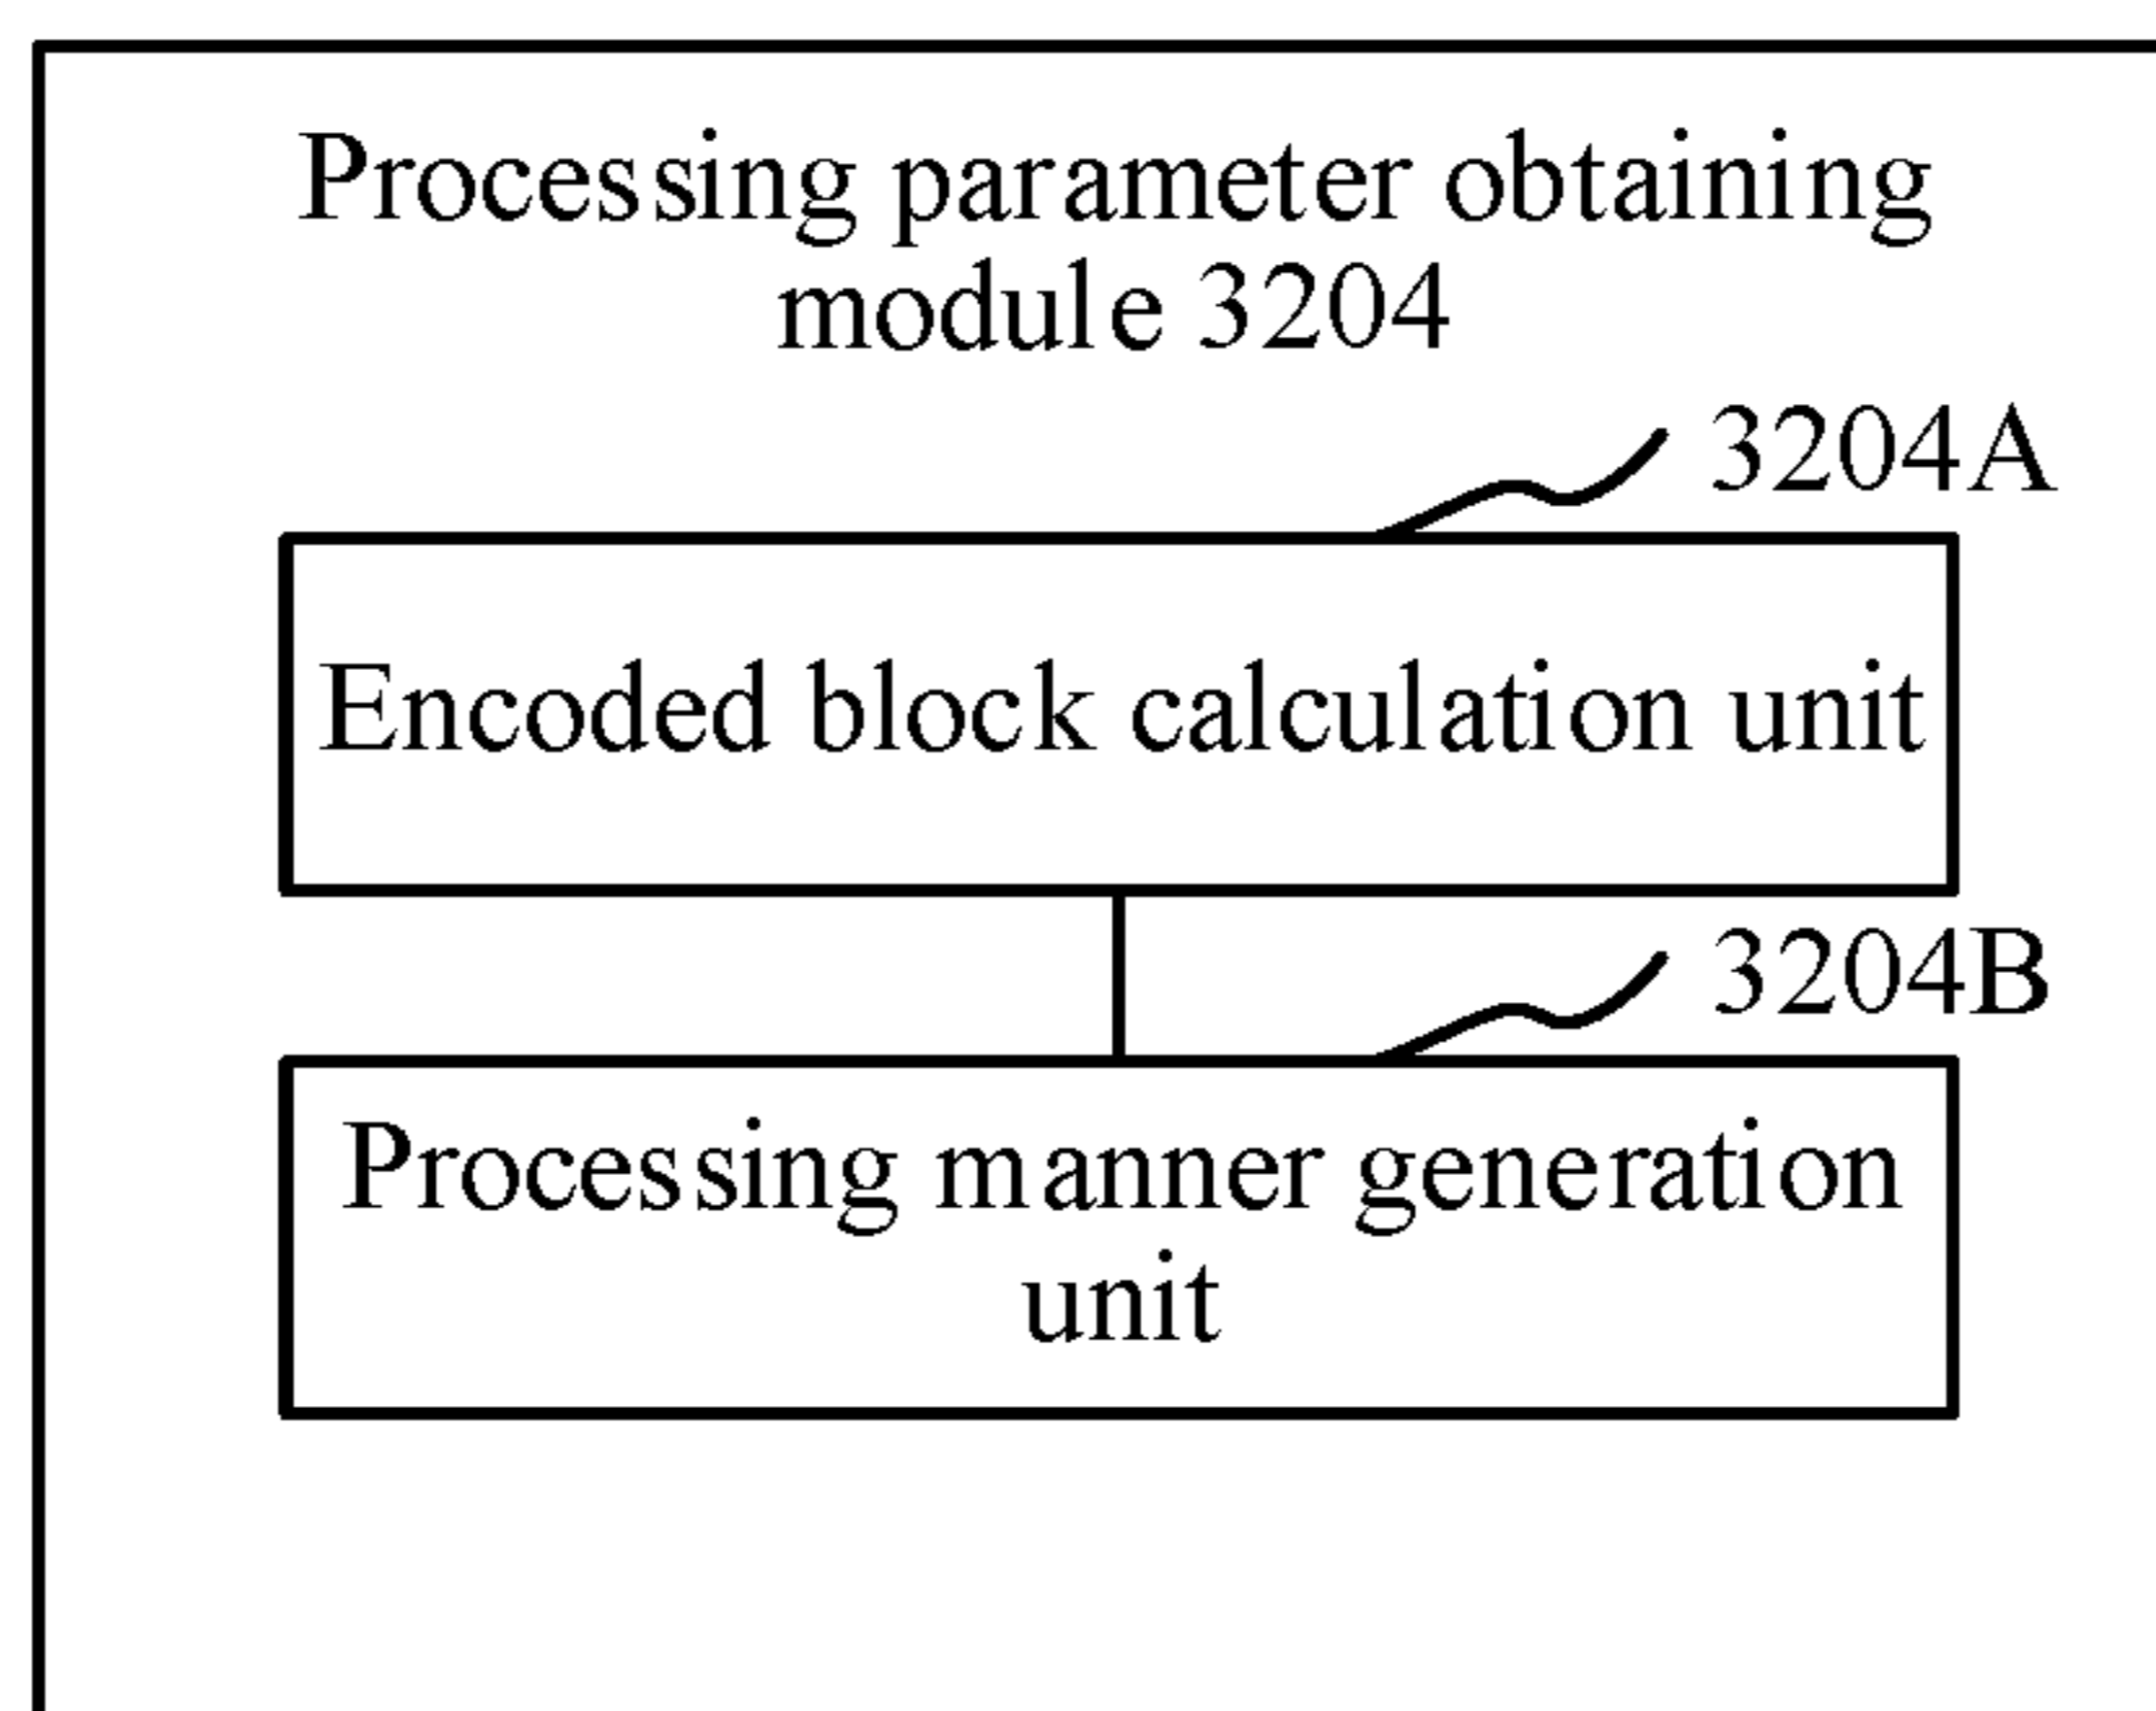 Processing parameter obtaining
module 3204
3204A
Encoded block calculation unit
3204B
Processing manner generation
unit